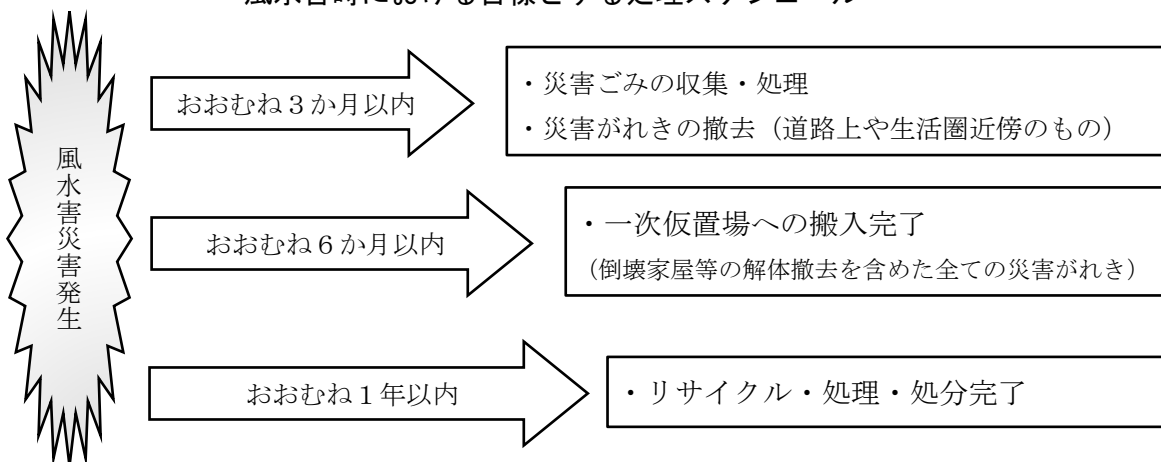 風水害時における目標とする処理スケジュール
風水害災害発生
おおむね３か月以内
・災害ごみの収集・処理
・災害がれきの撤去（道路上や生活圏近傍のもの）
おおむね６か月以内
・一次仮置場への搬入完了
（倒壊家屋等の解体撤去を含めた全ての災害がれき）
おおむね１年以内
・リサイクル・処理・処分完了